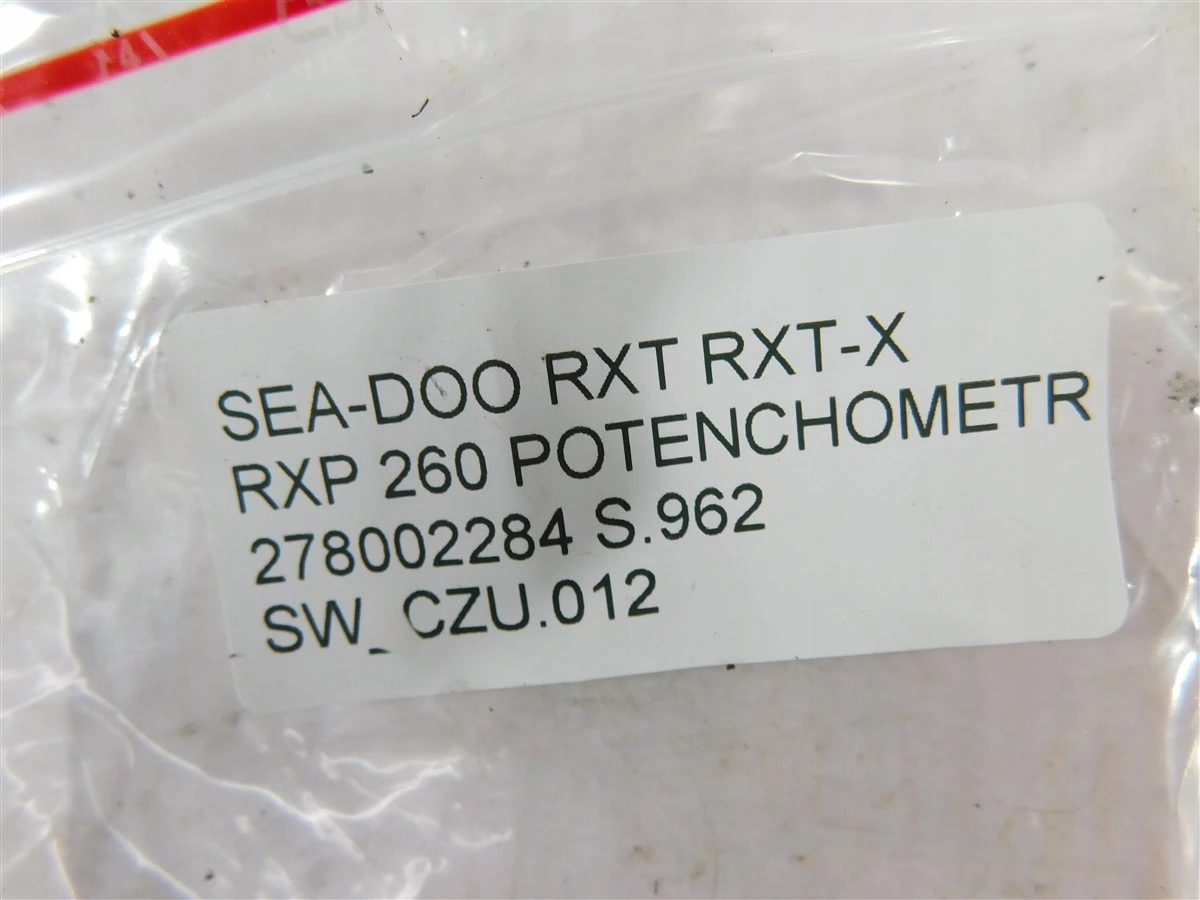 SEA-DOO RXT RXT-X
RXP 260 POTENCHOMETR
278002284 S.962
SW_CZU.012